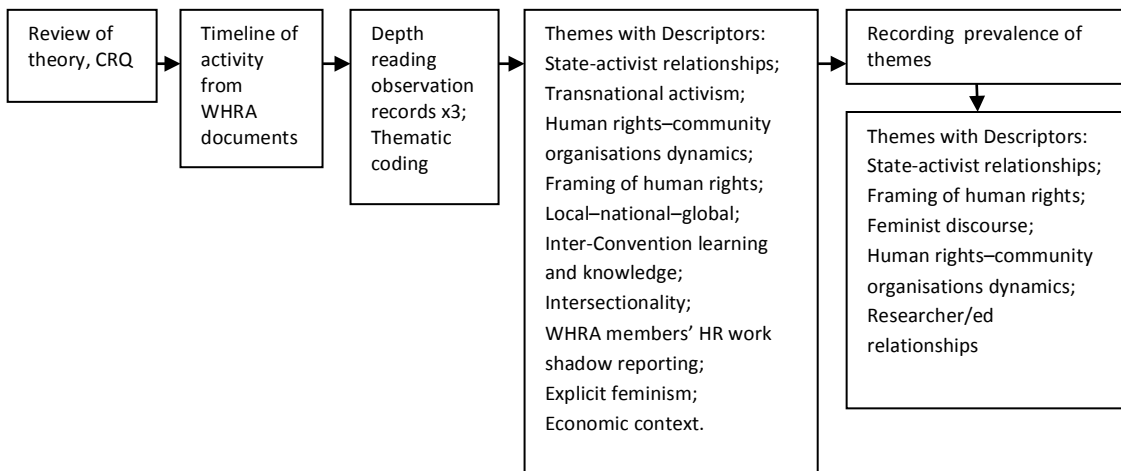 Review of
theory, CRQ
Timeline of
activity
from
WHRA
documents
Depth
reading
observation
records x3;
Thematic
coding
Themes with Descriptors:
State-activist relationships;
Transnational activism;
Human rights–community
organisations dynamics;
Framing of human rights;
Local–national–global;
Inter-Convention learning
and knowledge;
Intersectionality;
WHRA members’ HR work
shadow reporting;
Explicit feminism;
Economic context.
Recording prevalence of
themes
Themes with Descriptors:
State-activist relationships;
Framing of human rights;
Feminist discourse;
Human rights–community
organisations dynamics;
Researcher/ed
relationships